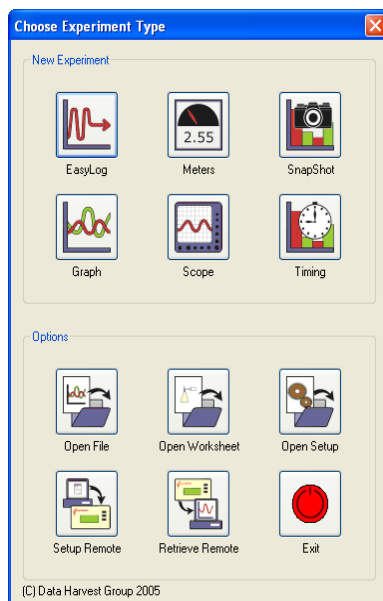 Choose Experiment Type
New Experiment
2.55
EasyLog Meters SnapShot
Graph Scope Timing
Options
Open File Open Worksheet Open Setup
Setup Remote Retrieve Remote Exit
(C) Data Harvest Group 2005